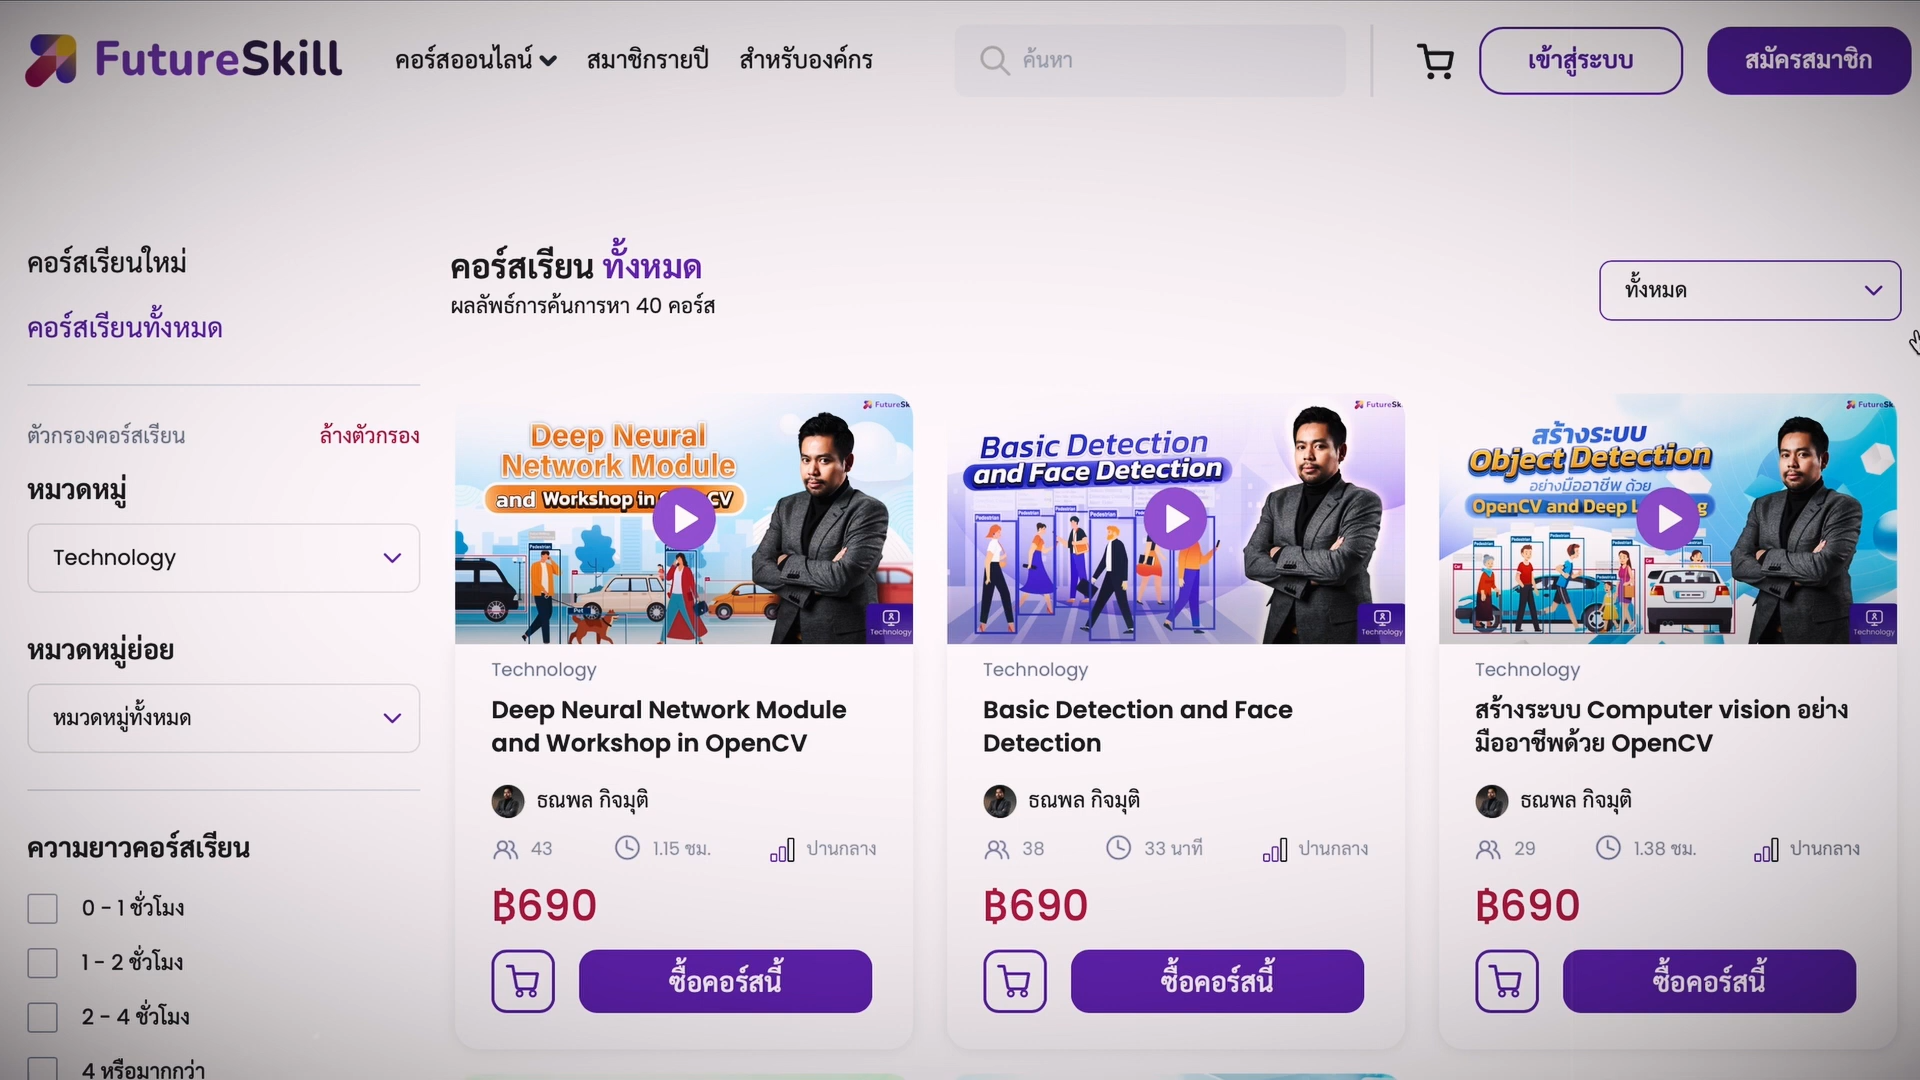 FutureSkill
คอร์สออนไลน์
สมาชิกรายปี
สำหรับองค์กร
ค้นหา
เข้าสู่ระบบ
สมัครสมาชิก
คอร์สเรียนใหม่
คอร์สเรียนทั้งหมด
ตัวกรองคอร์สเรียน
ล้างตัวกรอง
หมวดหมู่
Technology
หมวดหมู่ย่อย
หมวดหมู่ทั้งหมด
ความยาวคอร์สเรียน
0 - 1 ชั่วโมง
1 - 2 ชั่วโมง
2 - 4 ชั่วโมง
4 หรือมากกว่า
คอร์สเรียน ทั้งหมด
ผลลัพธ์การค้นการหา 40 คอร์ส
ทั้งหมด
Deep Neural
Network Module
and Workshop in
Technology
Technology
Deep Neural Network Module
and Workshop in OpenCV
ธณพล กิจมุติ
43
1.15 ชม.
ปานกลาง
฿690
ซื้อคอร์สนี้
Basic Detection
and Face Detection
Technology
Technology
Basic Detection and Face
Detection
ธณพล กิจมุติ
38
33 นาที
ปานกลาง
฿690
ซื้อคอร์สนี้
สร้างระบบ
Object Detection
อย่างมืออาชีพ ด้วย
OpenCV and Deep
Technology
Technology
สร้างระบบ Computer vision อย่าง
มืออาชีพด้วย OpenCV
ธณพล กิจมุติ
29
1.38 ชม.
ปานกลาง
฿690
ซื้อคอร์สนี้